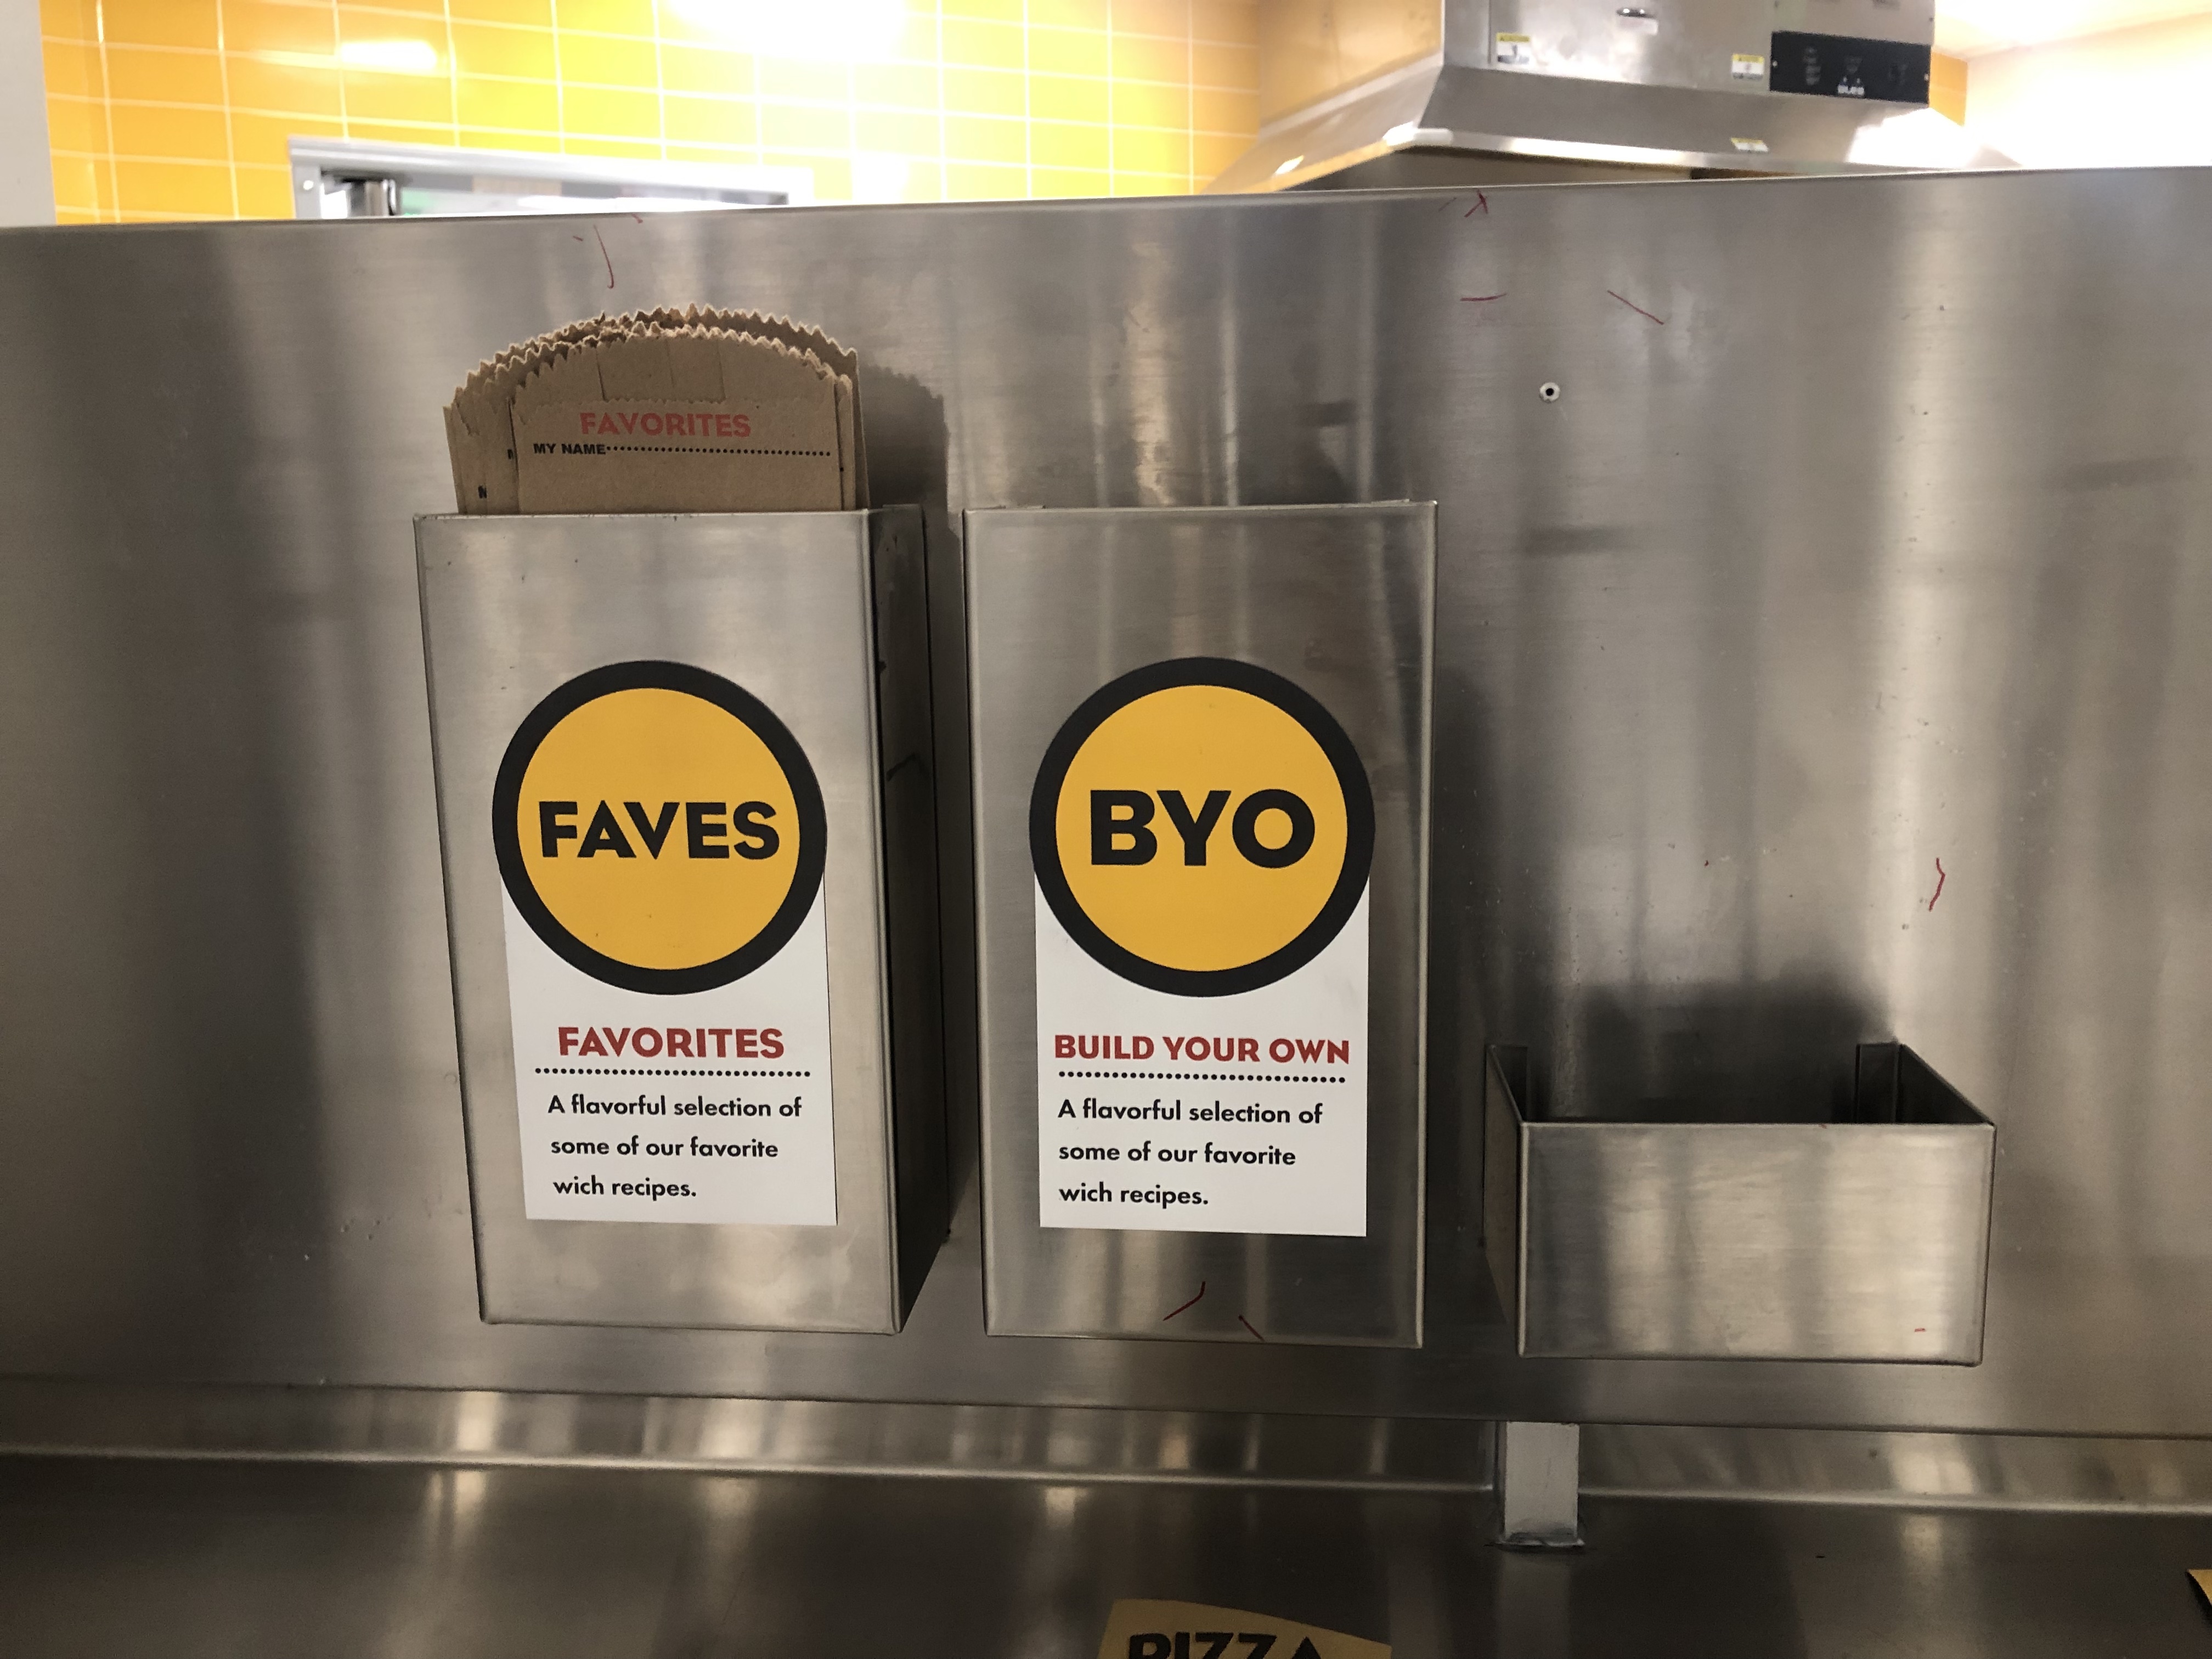 FAVORITES
MY NAME
FAVES
FAVORITES
A flavorful selection of
some of our favorite
wich recipes.
BYO
BUILD YOUR OWN
A flavorful selection of
some of our favorite
wich recipes.
PIZZA